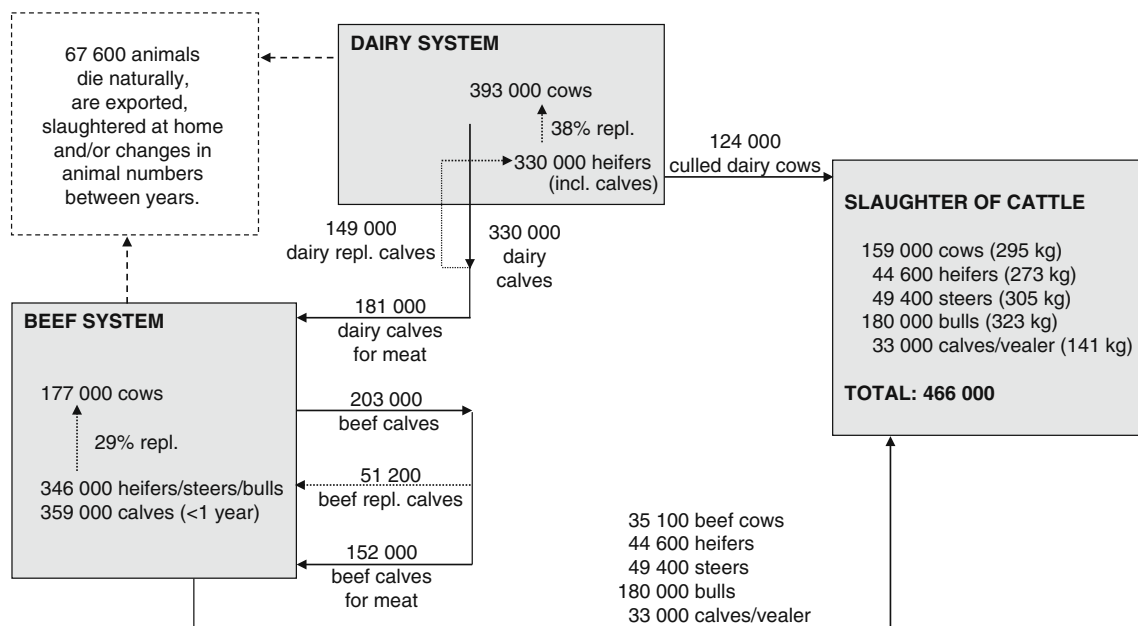 67 600 animals
die naturally,
are exported,
slaughtered at home
and/or changes in
animal numbers
between years.
DAIRY SYSTEM
393 000 cows
38% repl.
330 000 heifers
(incl. calves)
124 000
culled dairy cows
149 000
dairy repl. calves
330 000
dairy
calves
181 000
dairy calves
for meat
BEEF SYSTEM
177 000 cows
29% repl.
346 000 heifers/steers/bulls
359 000 calves (<1 year)
203 000
beef calves
51 200
beef repl. calves
152 000
beef calves
for meat
SLAUGHTER OF CATTLE
159 000 cows (295 kg)
44 600 heifers (273 kg)
49 400 steers (305 kg)
180 000 bulls (323 kg)
33 000 calves/vealer (141 kg)
TOTAL: 466 000
35 100 beef cows
44 600 heifers
49 400 steers
180 000 bulls
33 000 calves/vealer